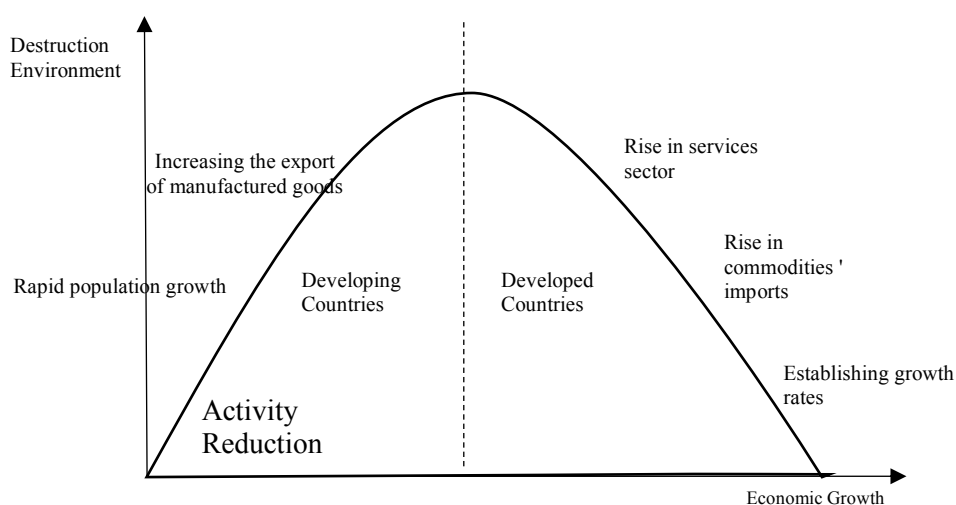 Destruction
Environment
Increasing the export
of manufactured goods
Rapid population growth
Developing
Countries
Activity
Reduction
Developed
Countries
Rise in services
sector
Rise in
commodities '
imports
Establishing growth
rates
Economic Growth